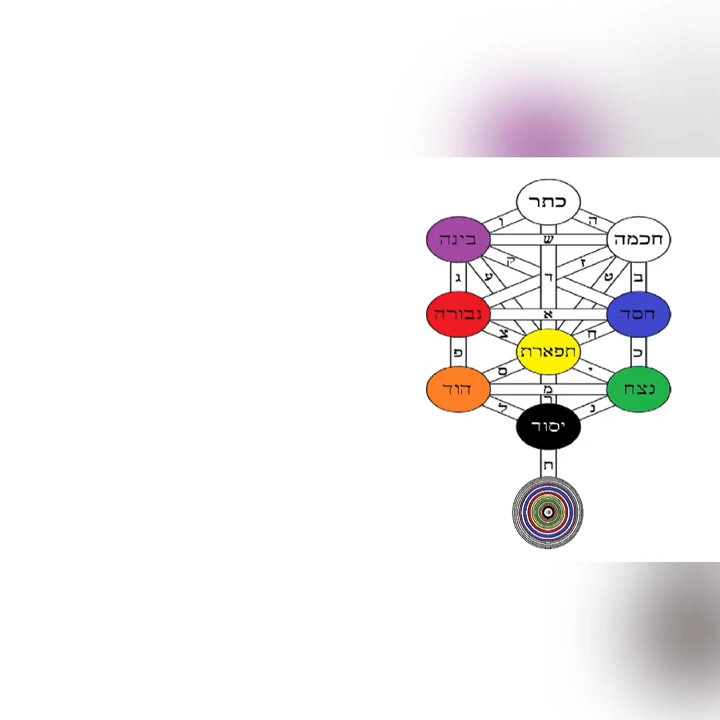 כתר
ה ו
חכמה ש בינה
ז ק
ב ט ד ע ג
חסד א גבורה
ח צ
כ תפארת פ
י ס
נצח מ הוד
ר
נ ל
יסוד
ת